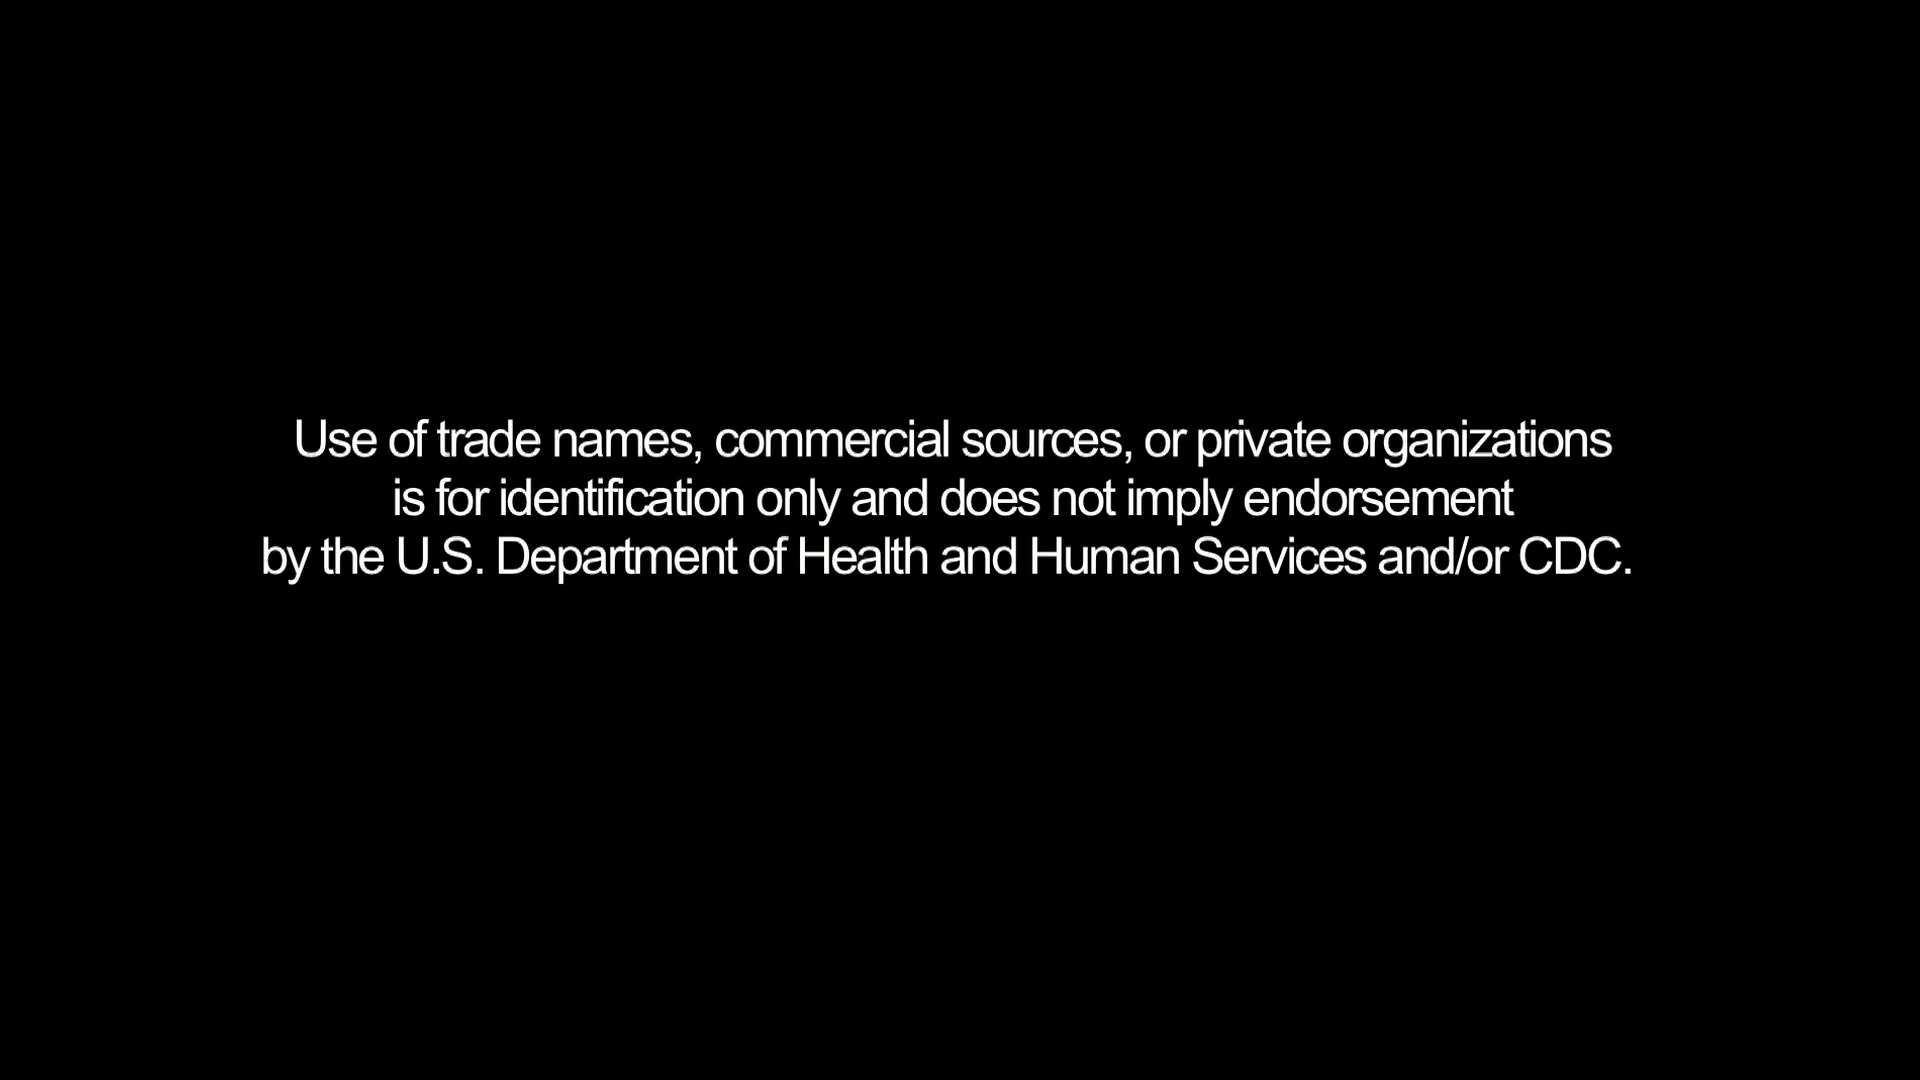 Use of trade names, commercial sources, or private organizations
is for identification only and does not imply endorsement
by the U.S. Department of Health and Human Services and/or CDC.